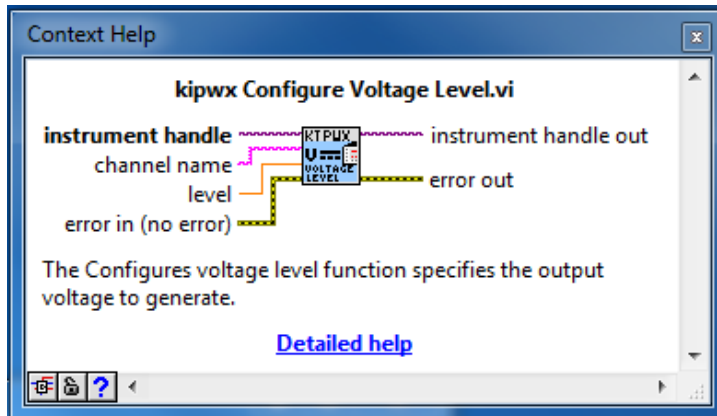 Context Help
x
kipwx Configure Voltage Level.vi
instrument handle
KTPWX
instrument handle out
channel name
V
VOLTAGE
level
LEVEL
error out
error in (no error)
The Configures voltage level function specifies the output
voltage to generate.
Detailed help
?